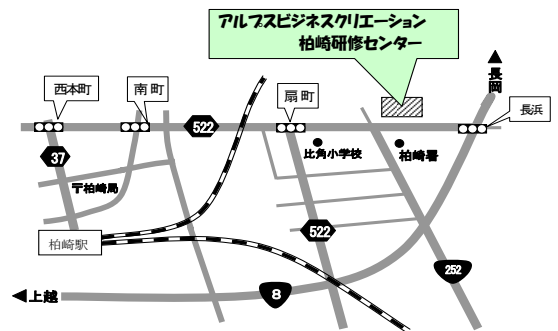 アルプスビジネスクリエーション
柏崎研修センター
長岡
西本町
南町
扇町
長浜
522
37
比角小学校
柏崎署
〒柏崎局
柏崎駅
522
252
8
上越